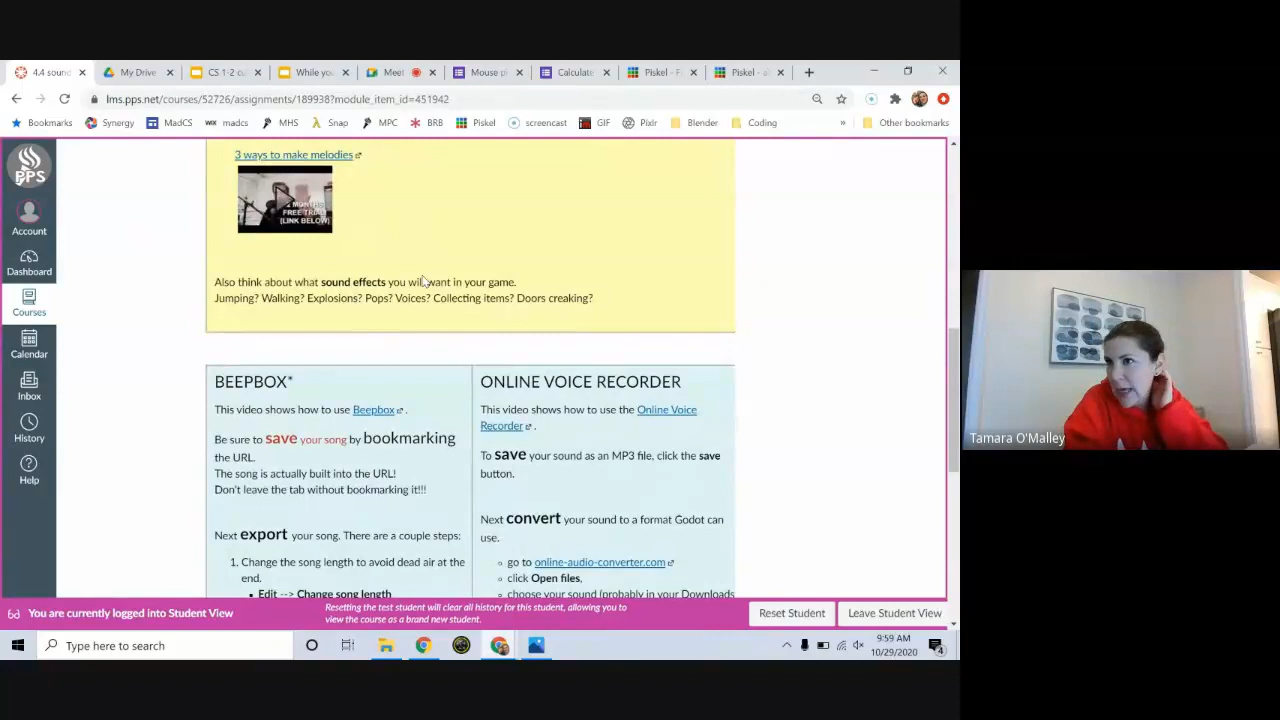 4.4 sound
My Drive
CS 1-2 cu
While you
Meet
Mouse pl
Calculate
Piskel - F
Piskel - a
lms.pps.net/courses/52726/assignments/189938?module_item_id=451942
Bookmarks Synergy MadCS WIX madcs MHS Snap MPC BRB Piskel screencast GIF Pixlr Blender Coding » Other bookmarks
PPS
Account
Dashboard
Courses
Calendar
Inbox
History
Help
3 ways to make melodies
FREE TRIAL
(LINK BELOW)
Also think about what sound effects you will want in your game.
Jumping? Walking? Explosions? Pops? Voices? Collecting items? Doors creaking?
BEEPBOX*
This video shows how to use Beepbox .
Be sure to save your song by bookmarking
the URL.
The song is actually built into the URL!
Don't leave the tab without bookmarking it!!!
Next export your song. There are a couple steps:
1. Change the song length to avoid dead air at the
end.
Edit --> Change song length
ONLINE VOICE RECORDER
This video shows how to use the Online Voice
Recorder .
To save your sound as an MP3 file, click the save
button.
Next convert your sound to a format Godot can
use.
go to online-audio-converter.com
click Open files,
choose your sound (probably in your Downloads
You are currently logged into Student View
Resetting the test student will clear all history for this student, allowing you to
view the course as a brand new student.
Reset Student
Leave Student View
Type here to search
9:59 AM
10/29/2020
4
Tamara O'Malley